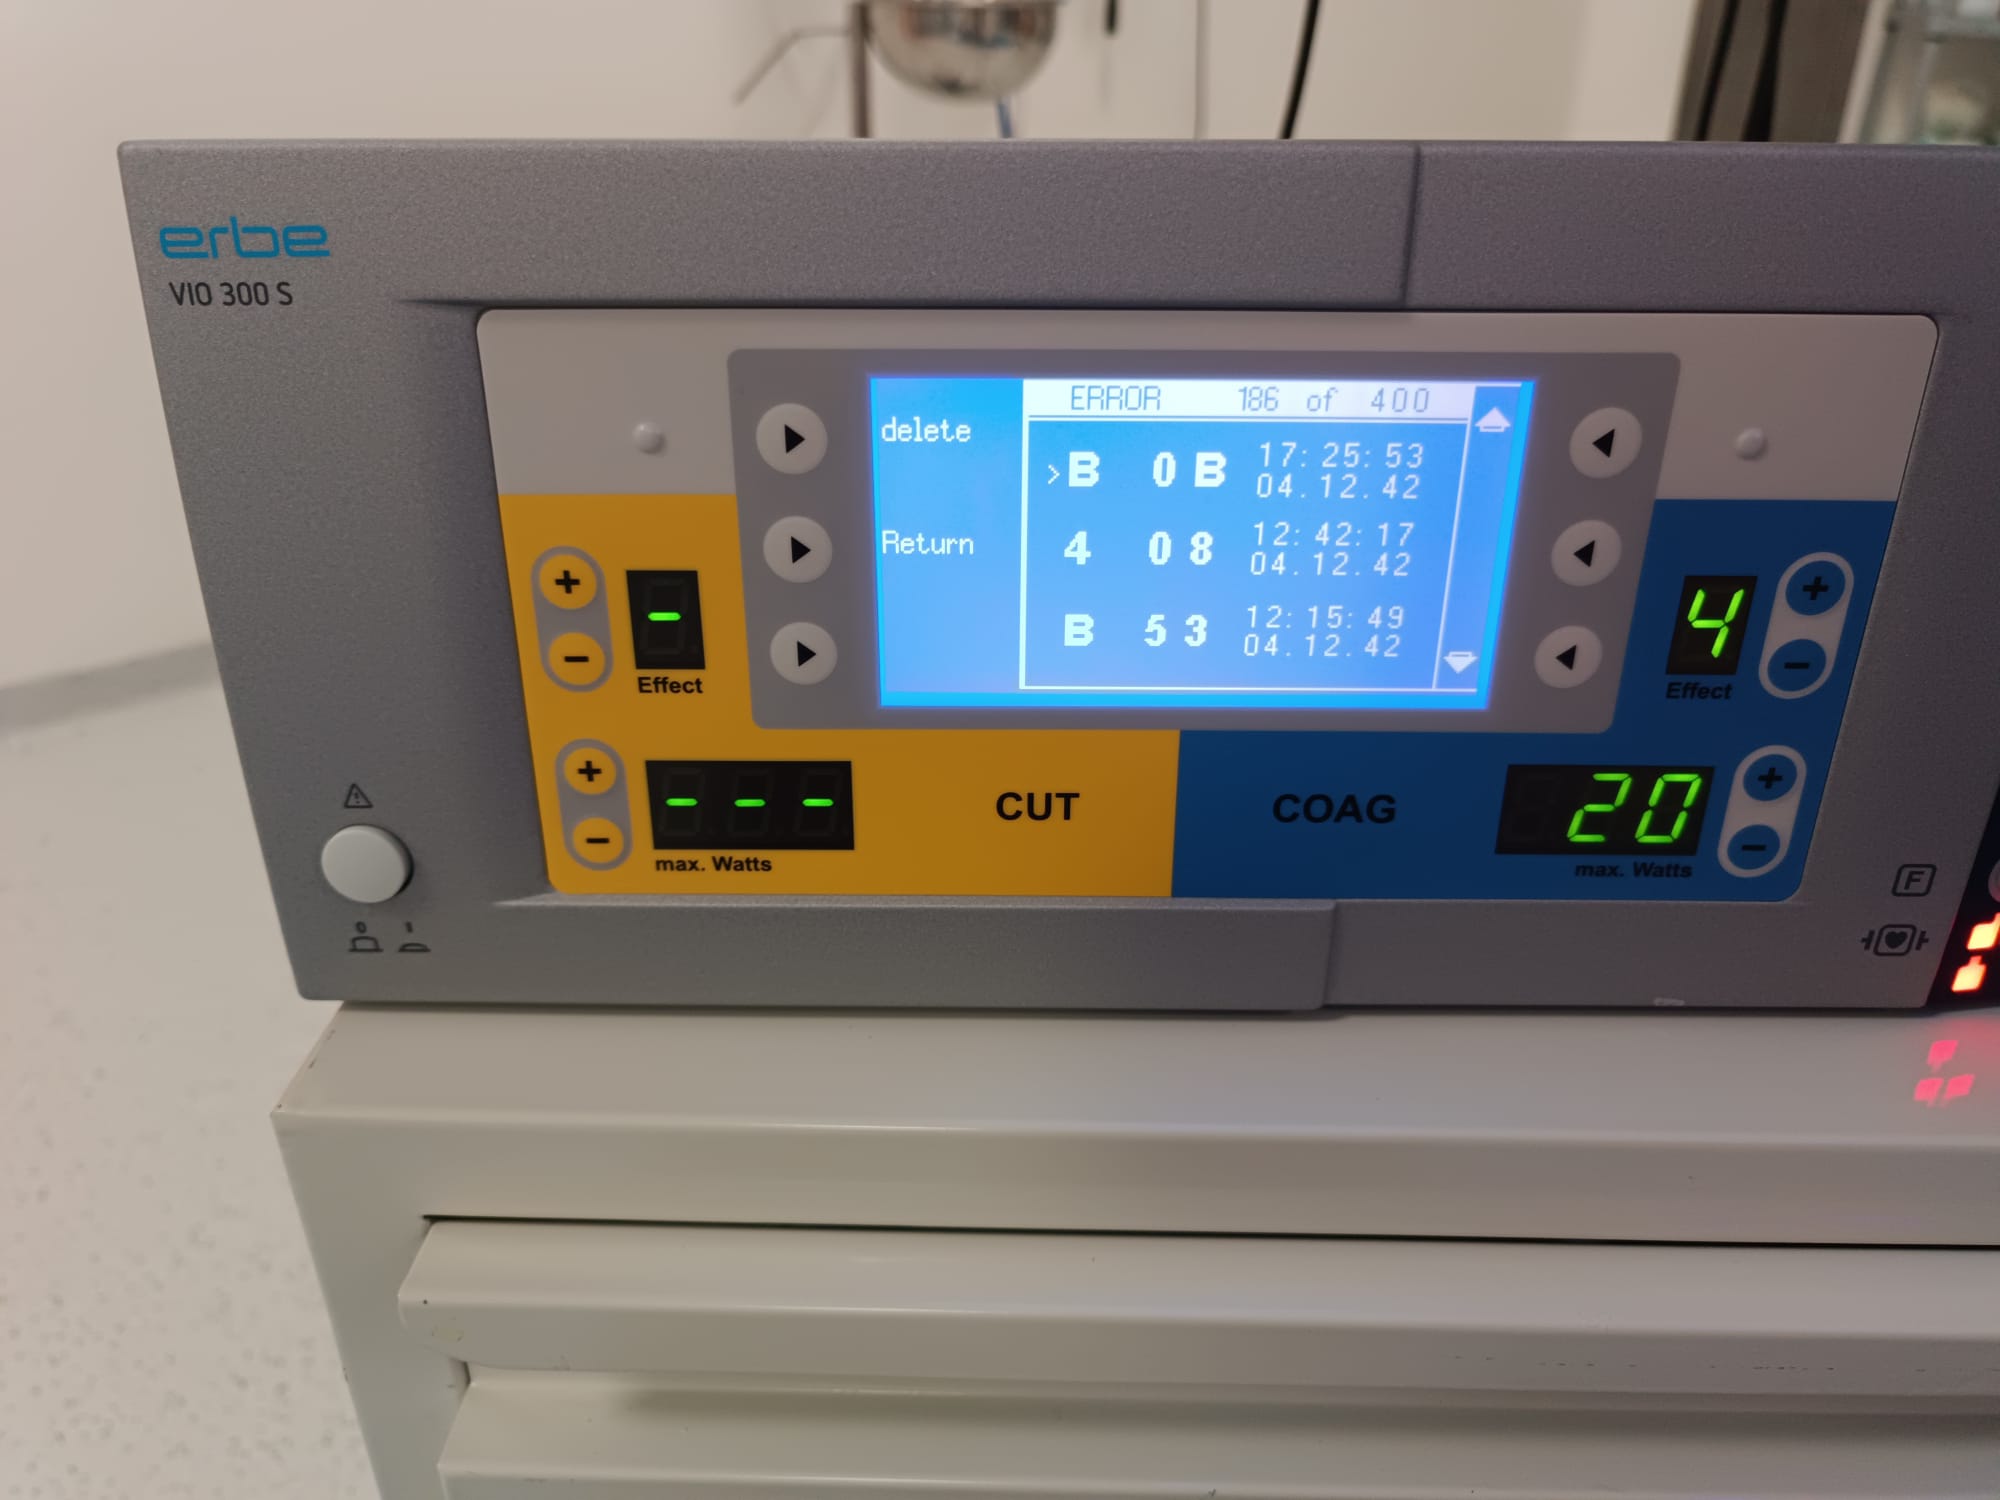 erbe
VIO 300 S
ERROR 186 of 400
delete
>B 0B 17:25:53
04.12.42
Return
4 08 12:42:17
04.12.42
B 53 12:15:49
04.12.42
+
-
-
Effect
4
+
-
Effect
+
-
---
max. Watts
CUT
COAG
20
max. Watts
+
-
F
0 I